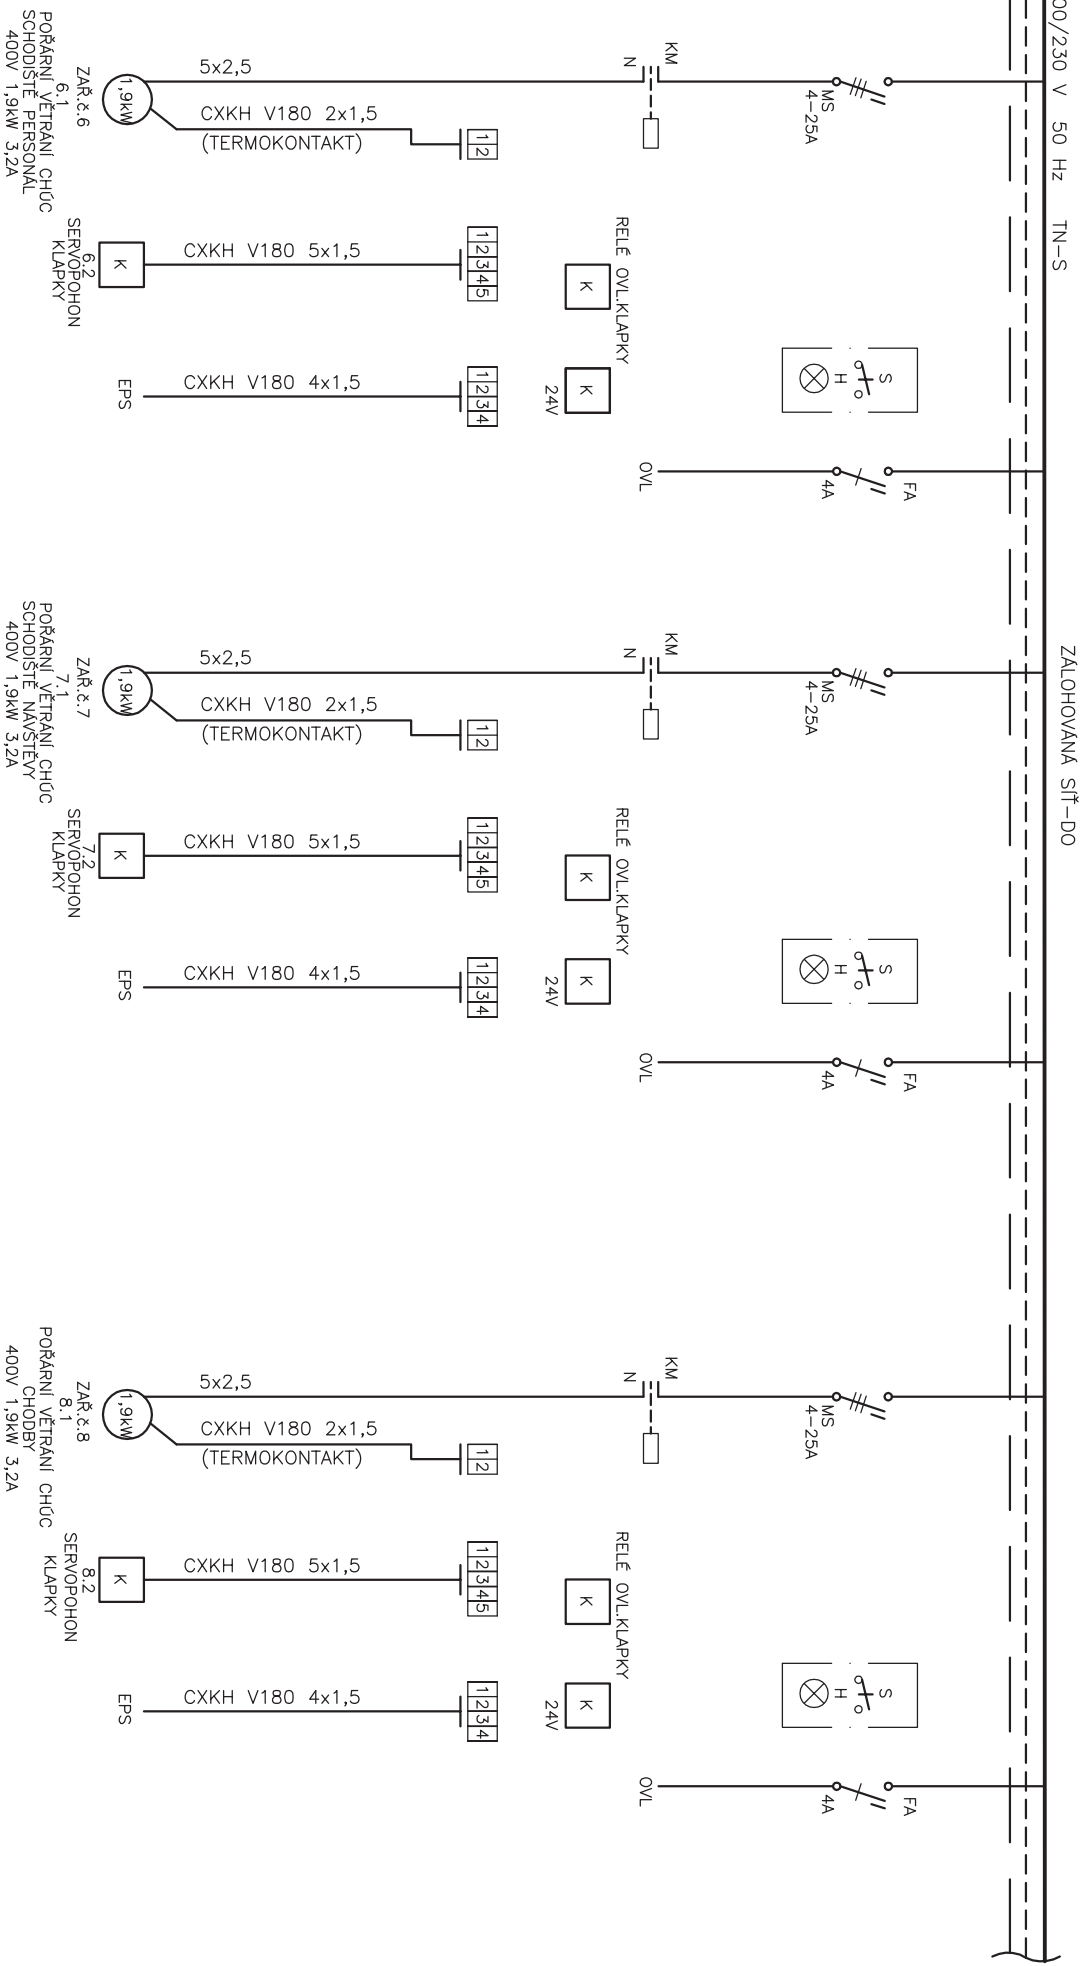 00/230 V 50 Hz TN-S
ZÁLOHOVÁNÁ SÍŤ-DO
MS
4-25A
KM
N
5x2,5
CXKH V180 2x1,5
(TERMOKONTAKT)
1 2
1,9kW
ZAŘ.č.6
6.1
POŘÁRNÍ VĚTRÁNÍ CHÚC
SCHODIŠTĚ PERSONÁL
400V 1,9kW 3,2A
RELÉ OVL.KLAPKY
K
1 2 3 4 5
CXKH V180 5x1,5
K
6.2
SERVOPOHON
KLAPKY
S
H
K
24V
1 2 3 4
CXKH V180 4x1,5
EPS
FA
4A
OVL
MS
4-25A
KM
N
5x2,5
CXKH V180 2x1,5
(TERMOKONTAKT)
1 2
1,9kW
ZAŘ.č.7
7.1
POŘÁRNÍ VĚTRÁNÍ CHÚC
SCHODIŠTĚ NÁVŠTĚVY
400V 1,9kW 3,2A
RELÉ OVL.KLAPKY
K
1 2 3 4 5
CXKH V180 5x1,5
K
7.2
SERVOPOHON
KLAPKY
S
H
K
24V
1 2 3 4
CXKH V180 4x1,5
EPS
FA
4A
OVL
MS
4-25A
KM
N
5x2,5
CXKH V180 2x1,5
(TERMOKONTAKT)
1 2
1,9kW
ZAŘ.č.8
8.1
POŘÁRNÍ VĚTRÁNÍ CHÚC
CHODBY
400V 1,9kW 3,2A
RELÉ OVL.KLAPKY
K
1 2 3 4 5
CXKH V180 5x1,5
K
8.2
SERVOPOHON
KLAPKY
S
H
K
24V
1 2 3 4
CXKH V180 4x1,5
EPS
FA
4A
OVL